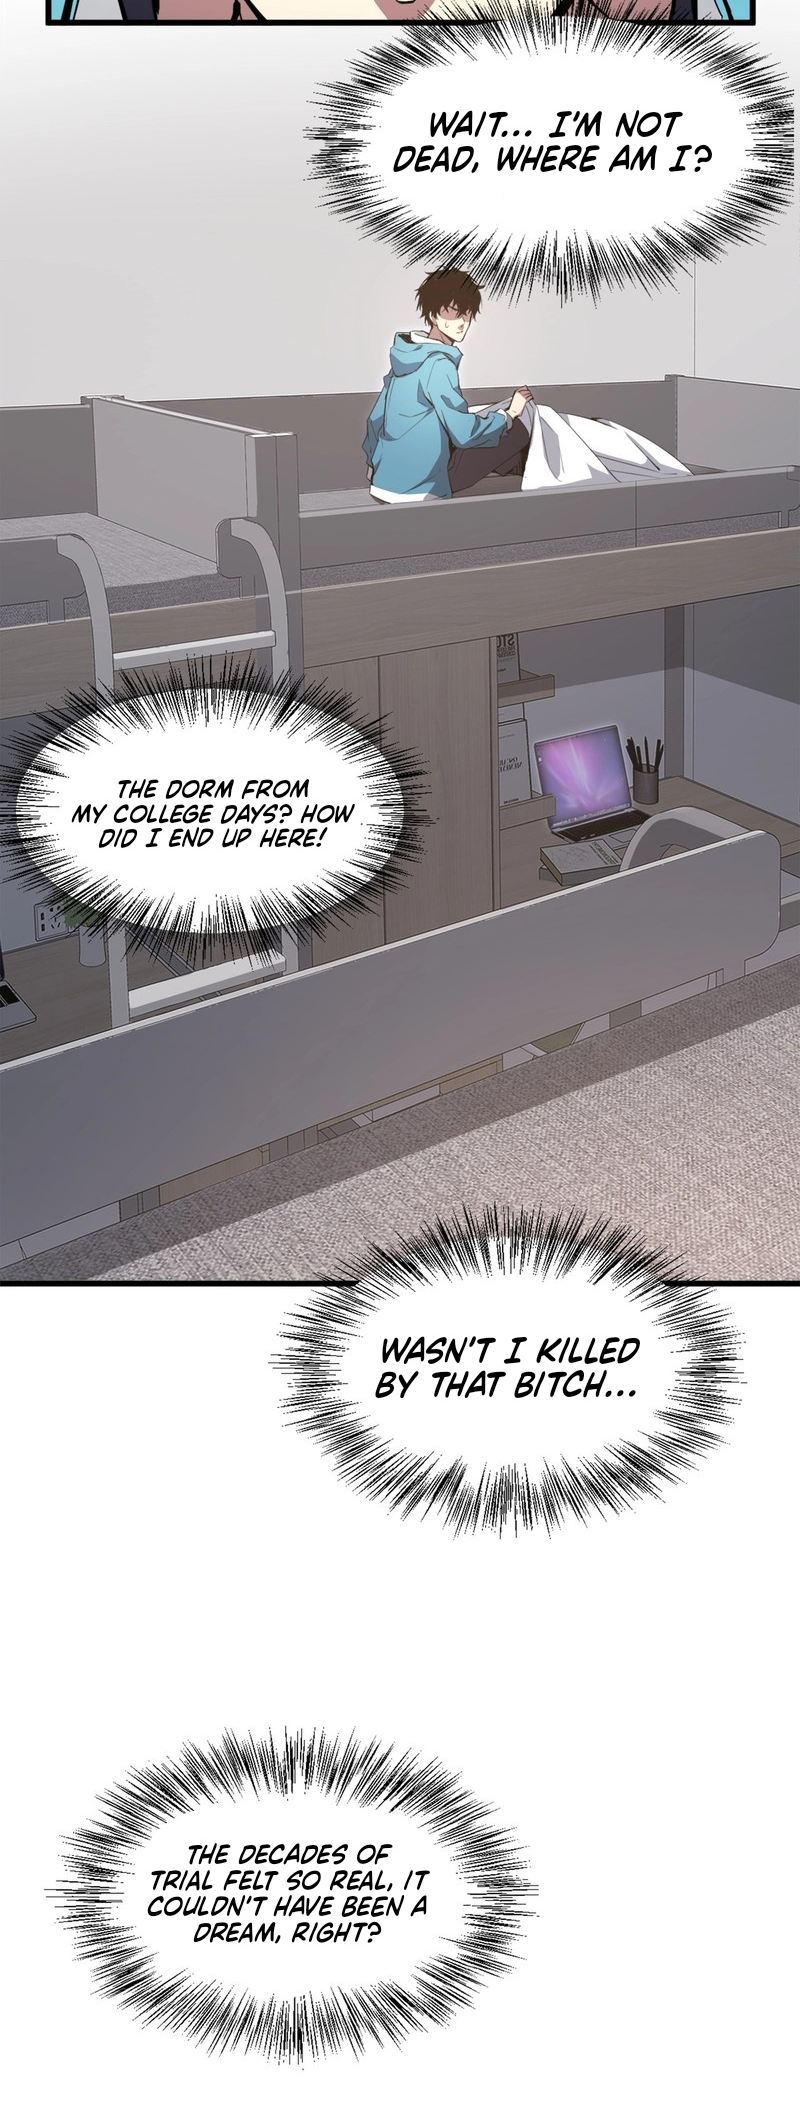 WAIT... I'M NOT
DEAD, WHERE AM I?
THE DORM FROM
MY COLLEGE DAYS? HOW
DID I END UP HERE!
WASN'T I KILLED
BY THAT BITCH...
THE DECADES OF
TRIAL FELT SO REAL, IT
COULDN'T HAVE BEEN A
DREAM, RIGHT?